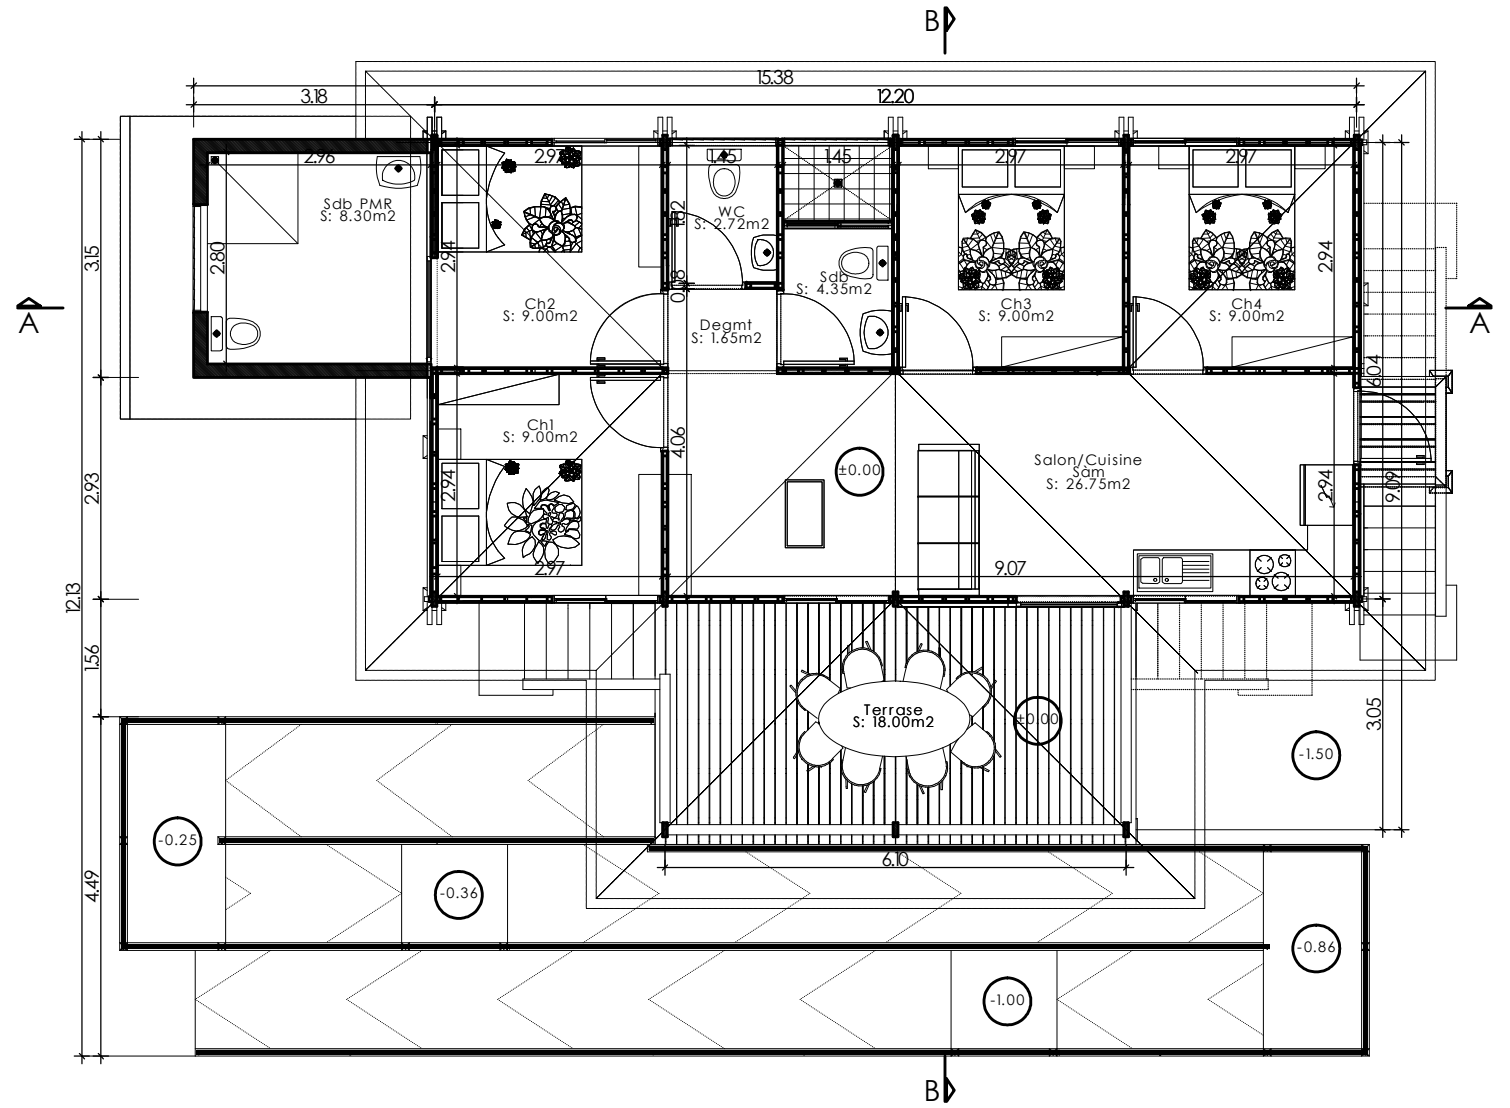 B
15.38
3.18
12.20
2.96
2.97
1.45
1.45
2.97
2.97
Sdb PMR
S: 8.30m2
WC
S: 2.72m2
1.82
3.15
2.80
2.94
2.94
Sdb
S: 4.35m2
0.08
Ch2
S: 9.00m2
Ch3
S: 9.00m2
Ch4
S: 9.00m2
A
A
Degmt
S: 1.65m2
6.04
Ch1
S: 9.00m2
4.06
±0.00
Salon/Cuisine
Sàm
S: 26.75m2
2.93
2.94
2.94
9.09
2.97
9.07
12.13
1.56
Terrase
S: 18.00m2
±0.00
3.05
-1.50
-0.25
6.10
4.49
-0.36
-0.86
-1.00
B